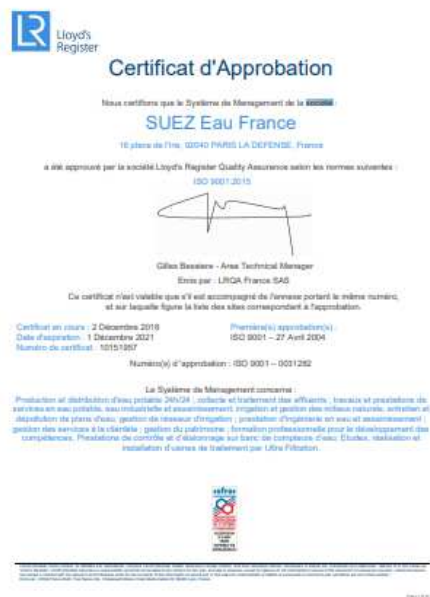 LR
Lloyd's
Register
Certificat d'Approbation
Nous certifions que le Système de Management de la société :
SUEZ Eau France
16 place de l'Iris, 92040 PARIS LA DEFENSE, France
a été approuvé par la société Lloyd's Register Quality Assurance selon les normes suivantes :
ISO 9001:2015
Gilles Bessiere - Area Technical Manager
Emis par : LRQA France SAS
Ce certificat n'est valable que s'il est accompagné de l'annexe portant le même numéro,
et sur laquelle figure la liste des sites correspondant à l'approbation.
Certificat en cours : 2 Décembre 2018
Première(s) approbation(s) :
Date d'expiration : 1 Décembre 2021
ISO 9001 – 27 Avril 2004
Numéro de certificat : 10151957
Numéro(s) d'approbation : ISO 9001 – 0031282
Le Système de Management concerne :
Production et distribution d'eau potable 24h/24 ; collecte et traitement des effluents ; travaux et prestations de
services en eau potable, eau industrielle et assainissement, irrigation et gestion des milieux naturels, entretien et
dépollution de plans d'eau, gestion de réseaux d'irrigation ; prestation d'ingénierie en eau et assainissement ;
gestion des services à la clientèle ; gestion du patrimoine ; formation professionnelle pour le développement des
compétences. Prestations de contrôle et d'étalonnage sur banc de compteurs d'eau. Etudes, réalisation et
installation d'usines de traitement par Ultra Filtration.
cofrac